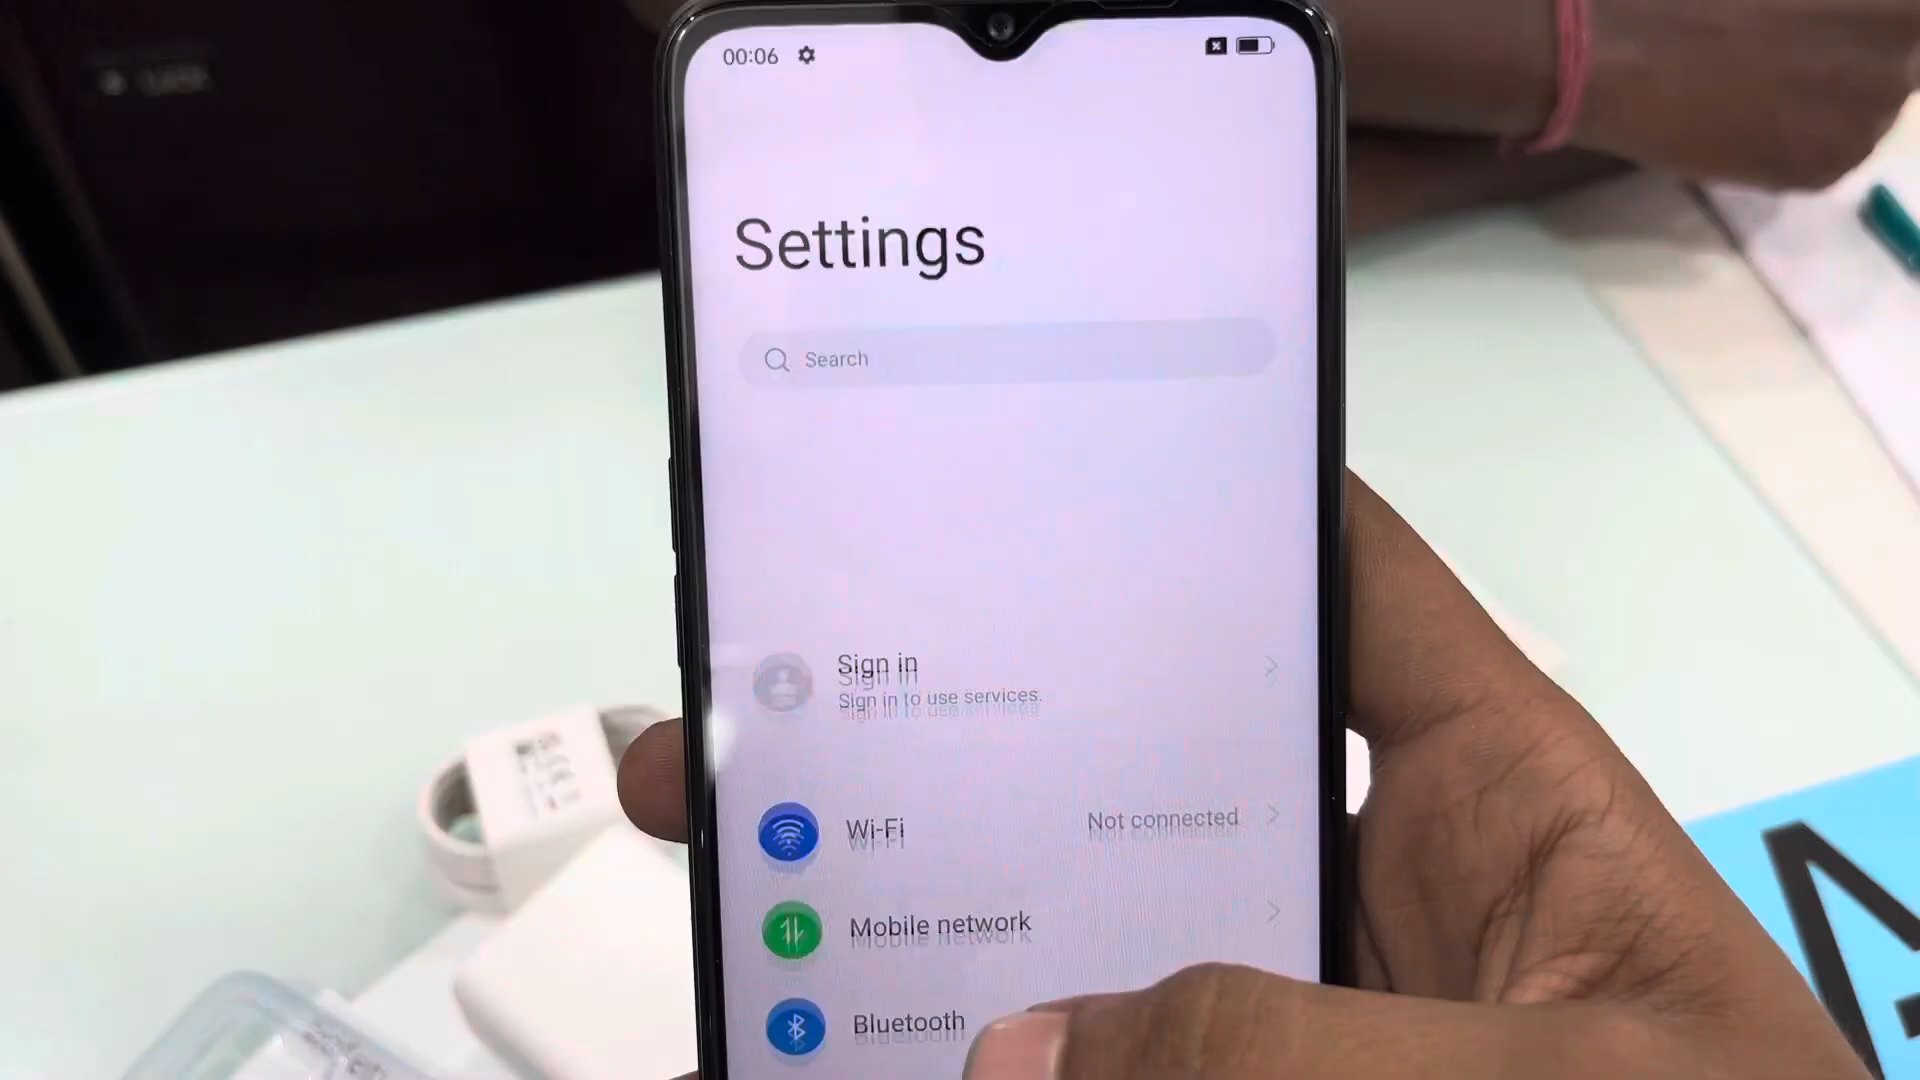 00:06
Settings
Search
Sign in
Sign in to use services.
Wi-Fi
Not connected
Mobile network
Bluetooth